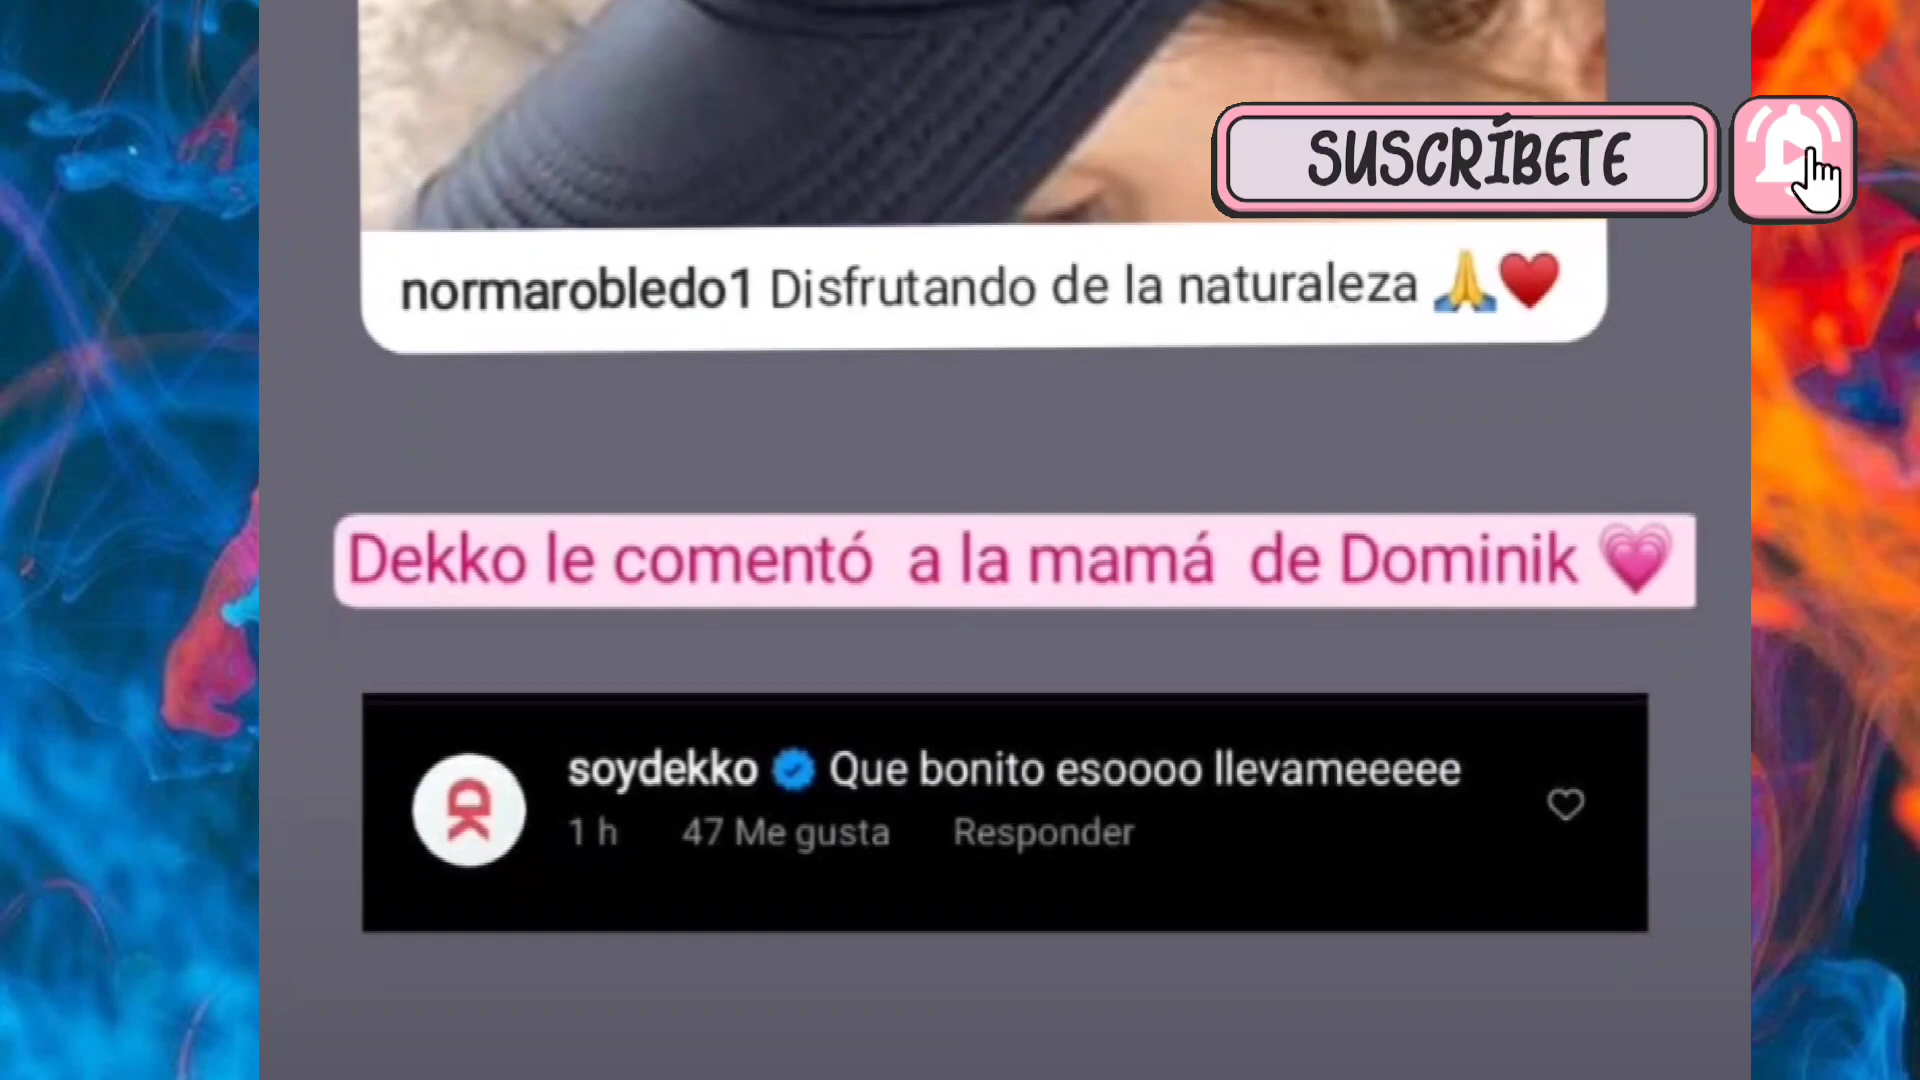 SUSCRÍBETE
normarobledo1 Disfrutando de la naturaleza 🙏❤️
Dekko le comentó a la mamá de Dominik 💗
DK
soydekko Que bonito esoooo llevameeeee
1 h 47 Me gusta Responder